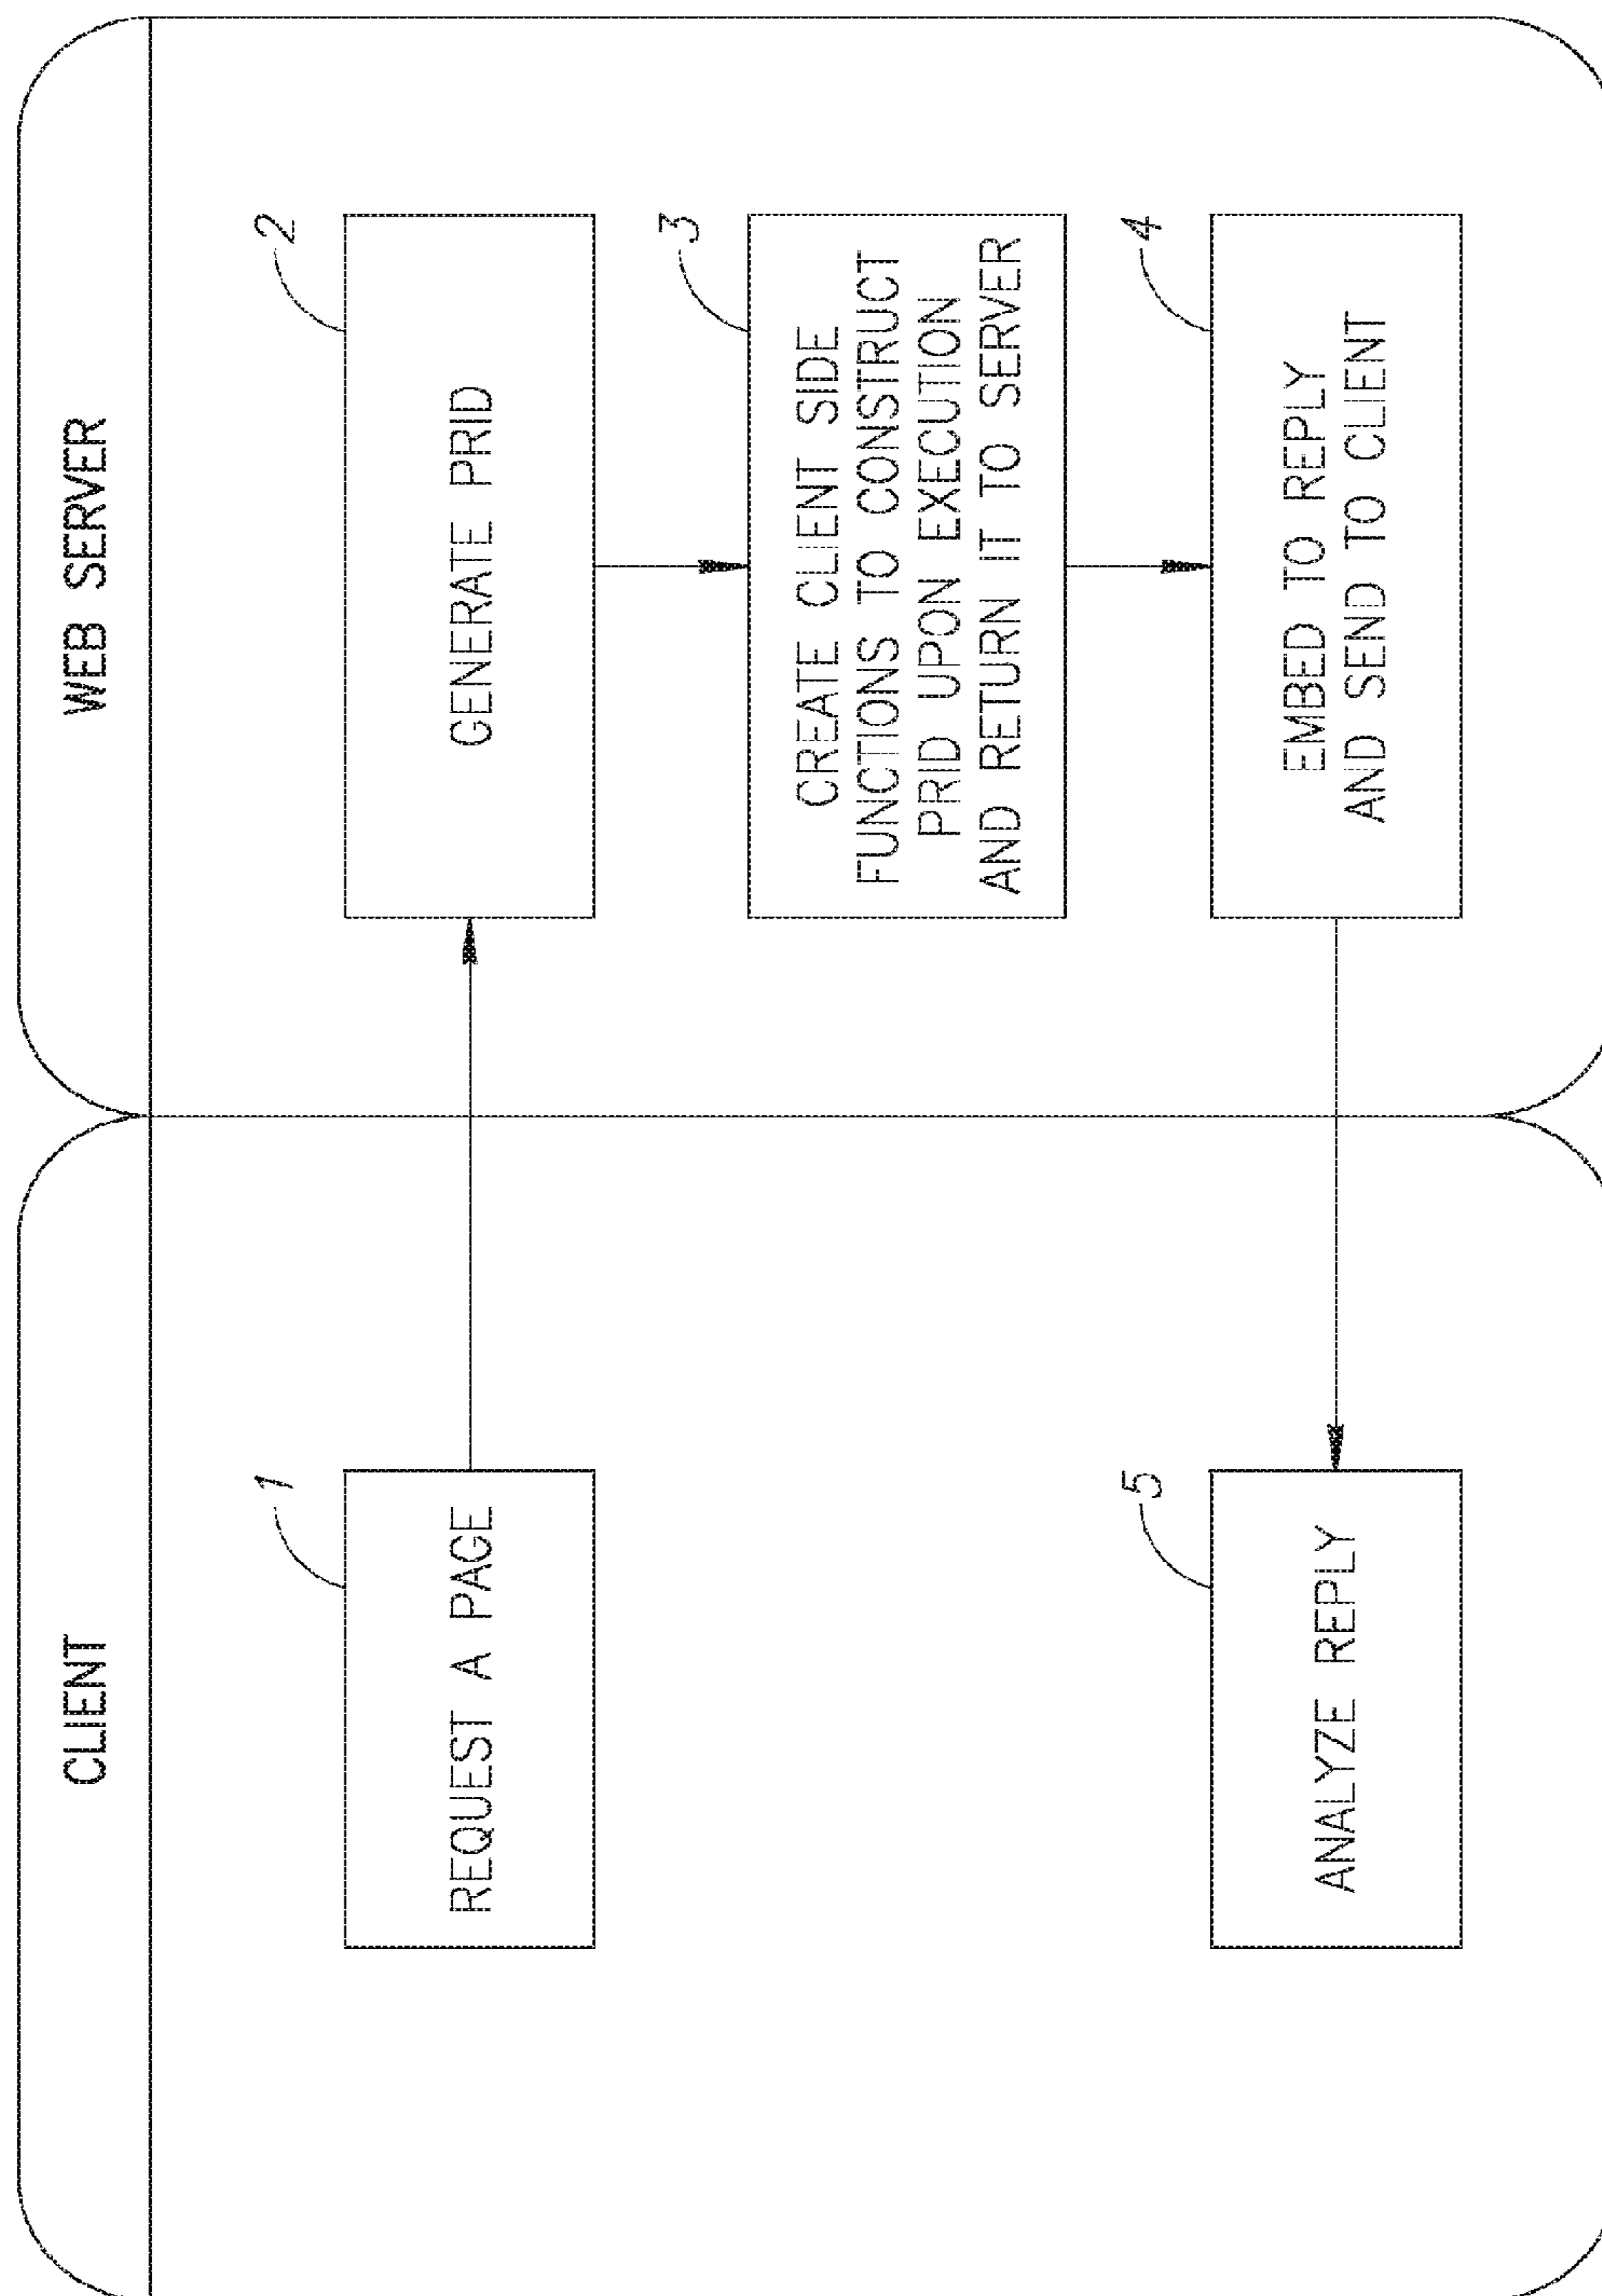 CLIENT
WEB SERVER
1
REQUEST A PAGE
2
GENERATE PRID
3
CREATE CLIENT SIDE
FUNCTIONS TO CONSTRUCT
PRID UPON EXECUTION
AND RETURN IT TO SERVER
4
EMBED TO REPLY
AND SEND TO CLIENT
5
ANALYZE REPLY